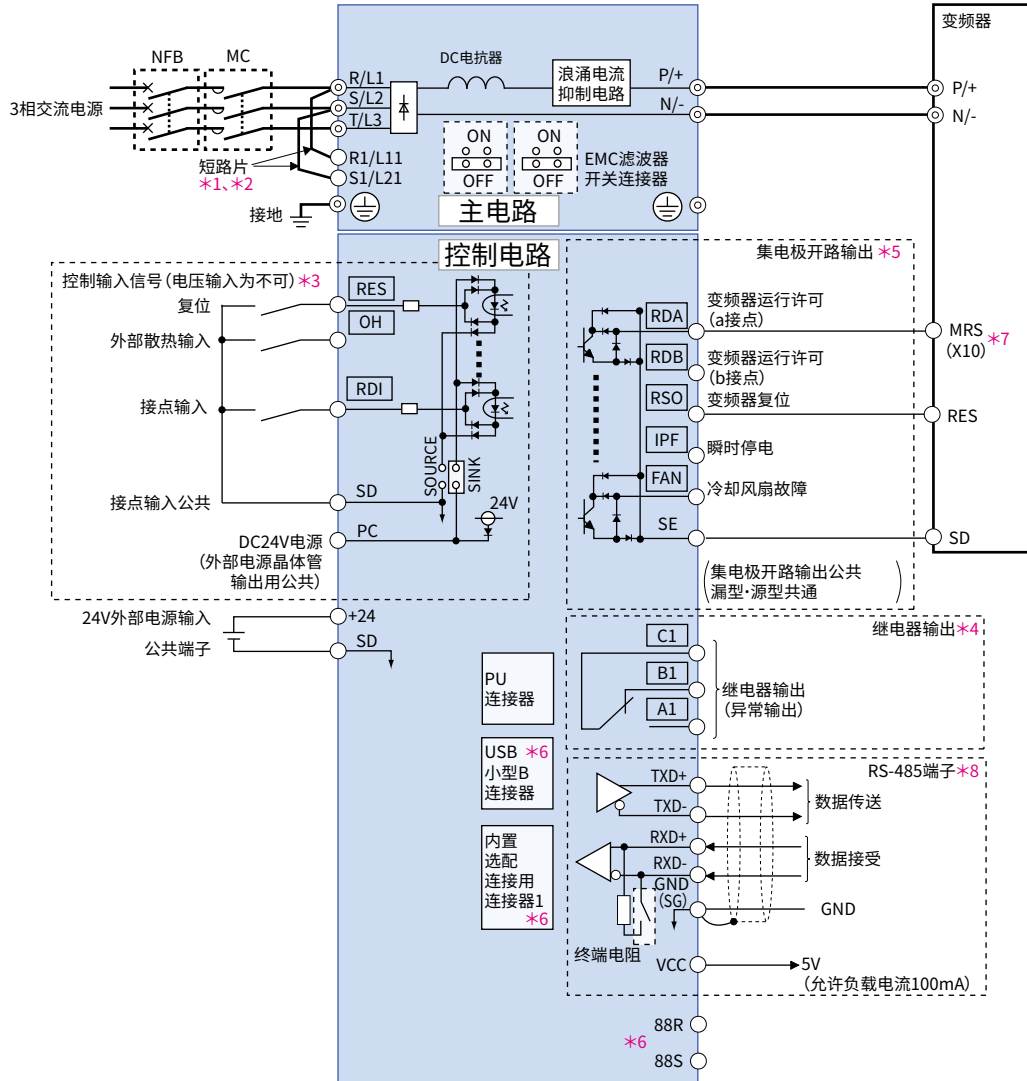 变频器
NFB
MC
DC电抗器
浪涌电流
抑制电路
R/L1
S/L2
T/L3
P/+
N/-
P/+
N/-
3相交流电源
R1/L11
S1/L21
短路片
*1、*2
接地
ON
OFF
ON
OFF
EMC滤波器
开关连接器
主电路
控制电路
控制输入信号(电压输入为不可)*3
复位
RES
外部散热输入
OH
接点输入
RDI
SOURCE
SINK
接点输入公共
SD
24V
PC
DC24V电源
(外部电源晶体管
输出用公共)
24V外部电源输入
+24
公共端子
SD
集电极开路输出 *5
RDA
变频器运行许可
(a接点)
MRS
(X10)
*7
RDB
变频器运行许可
(b接点)
RSO
变频器复位
RES
IPF
瞬时停电
FAN
冷却风扇故障
SE
SD
(集电极开路输出公共
漏型·源型共通)
继电器输出*4
C1
B1
A1
继电器输出
(异常输出)
PU
连接器
USB *6
小型B
连接器
内置
选配
连接用
连接器1
*6
RS-485端子*8
TXD+
TXD-
数据传送
RXD+
RXD-
数据接受
GND
(SG)
GND
终端电阻
VCC
5V
(允许负载电流100mA)
88R
*6
88S